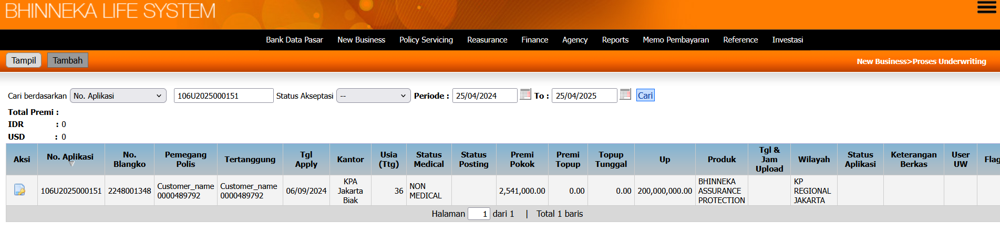 BHINNEKA LIFE SYSTEM
Bank Data Pasar New Business Policy Servicing Reasurance Finance Agency Reports Memo Pembayaran Reference Investasi
Tampil Tambah New Business>Proses Underwriting
Cari berdasarkan No. Aplikasi 106U2025000151 Status Akseptasi -- Periode : 25/04/2024 To : 25/04/2025 Cari
Total Premi :
IDR : 0
USD : 0
Aksi No. Aplikasi No. Blangko Pemegang Polis Tertanggung Tgl Apply Kantor Usia (Ttg) Status Medical Status Posting Premi Pokok Premi Topup Topup Tunggal Up Produk Tgl & Jam Upload Wilayah Status Aplikasi Keterangan Berkas User UW Flag
106U2025000151 2248001348 Customer_name 0000489792 Customer_name 0000489792 06/09/2024 KPA Jakarta Biak 36 NON MEDICAL 2,541,000.00 0.00 0.00 200,000,000.00 BHINNEKA ASSURANCE PROTECTION KP REGIONAL JAKARTA
Halaman 1 dari 1 | Total 1 baris